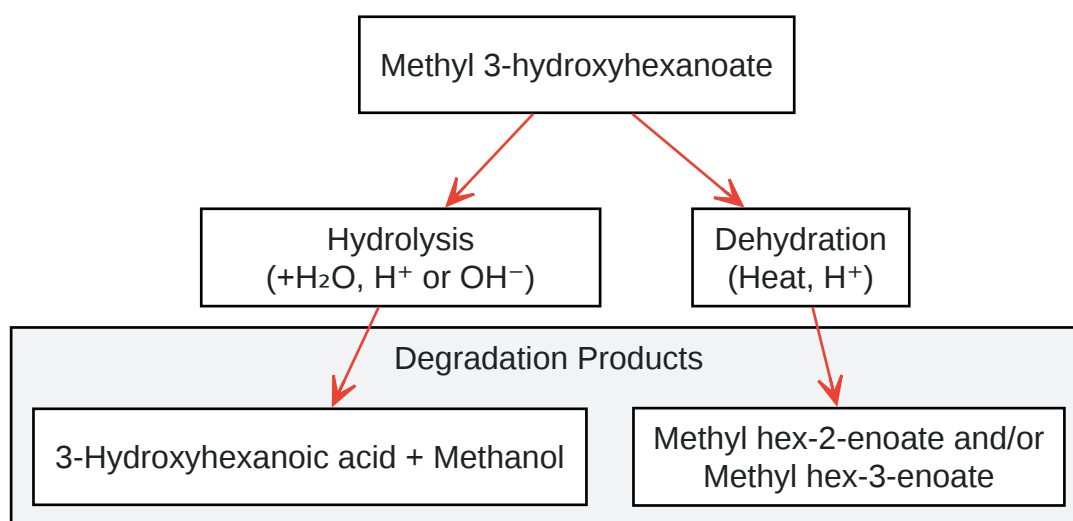 Methyl 3-hydroxyhexanoate
Hydrolysis
(+H₂O, H⁺ or OH⁻)
Dehydration
(Heat, H⁺)
Degradation Products
3-Hydroxyhexanoic acid + Methanol
Methyl hex-2-enoate and/or
Methyl hex-3-enoate